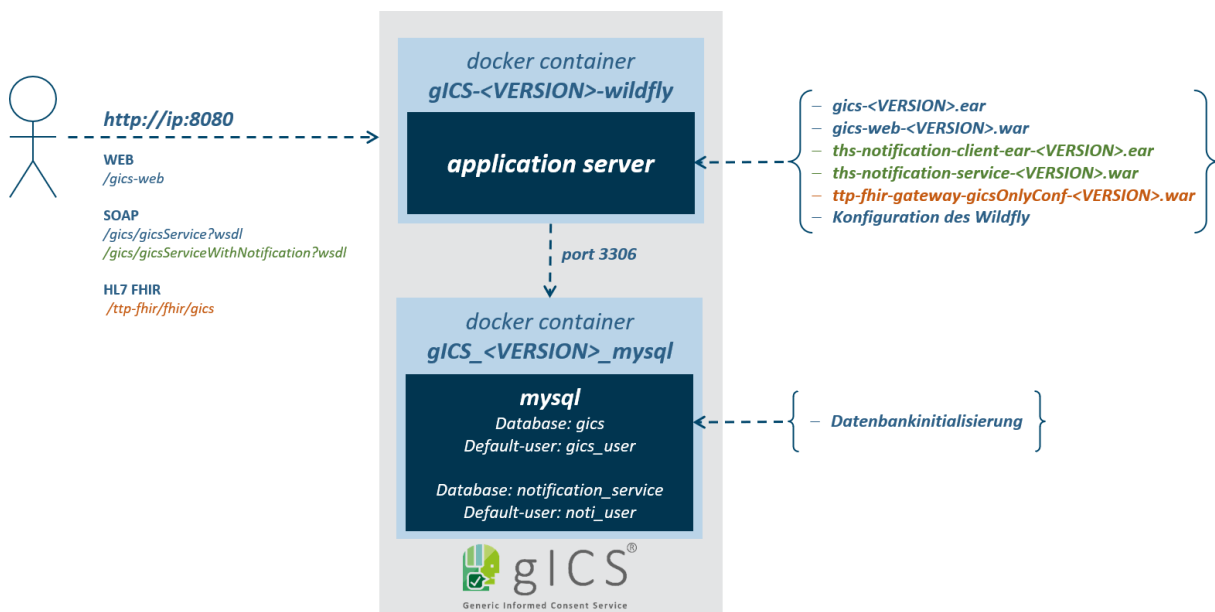 http://ip:8080
WEB
/gics-web
SOAP
/gics/gicsService?wsdl
/gics/gicsServiceWithNotification?wsdl
HL7 FHIR
/ttp-fhir/fhir/gics
docker container
gICS-<VERSION>-wildfly
application server
port 3306
docker container
gICS_<VERSION>_mysql
mysql
Database: gics
Default-user: gics_user
Database: notification_service
Default-user: noti_user
gICS®
Generic Informed Consent Service
– gics-<VERSION>.ear
– gics-web-<VERSION>.war
– ths-notification-client-ear-<VERSION>.ear
– ths-notification-service-<VERSION>.war
– ttp-fhir-gateway-gicsOnlyConf-<VERSION>.war
– Konfiguration des Wildfly
– Datenbankinitialisierung